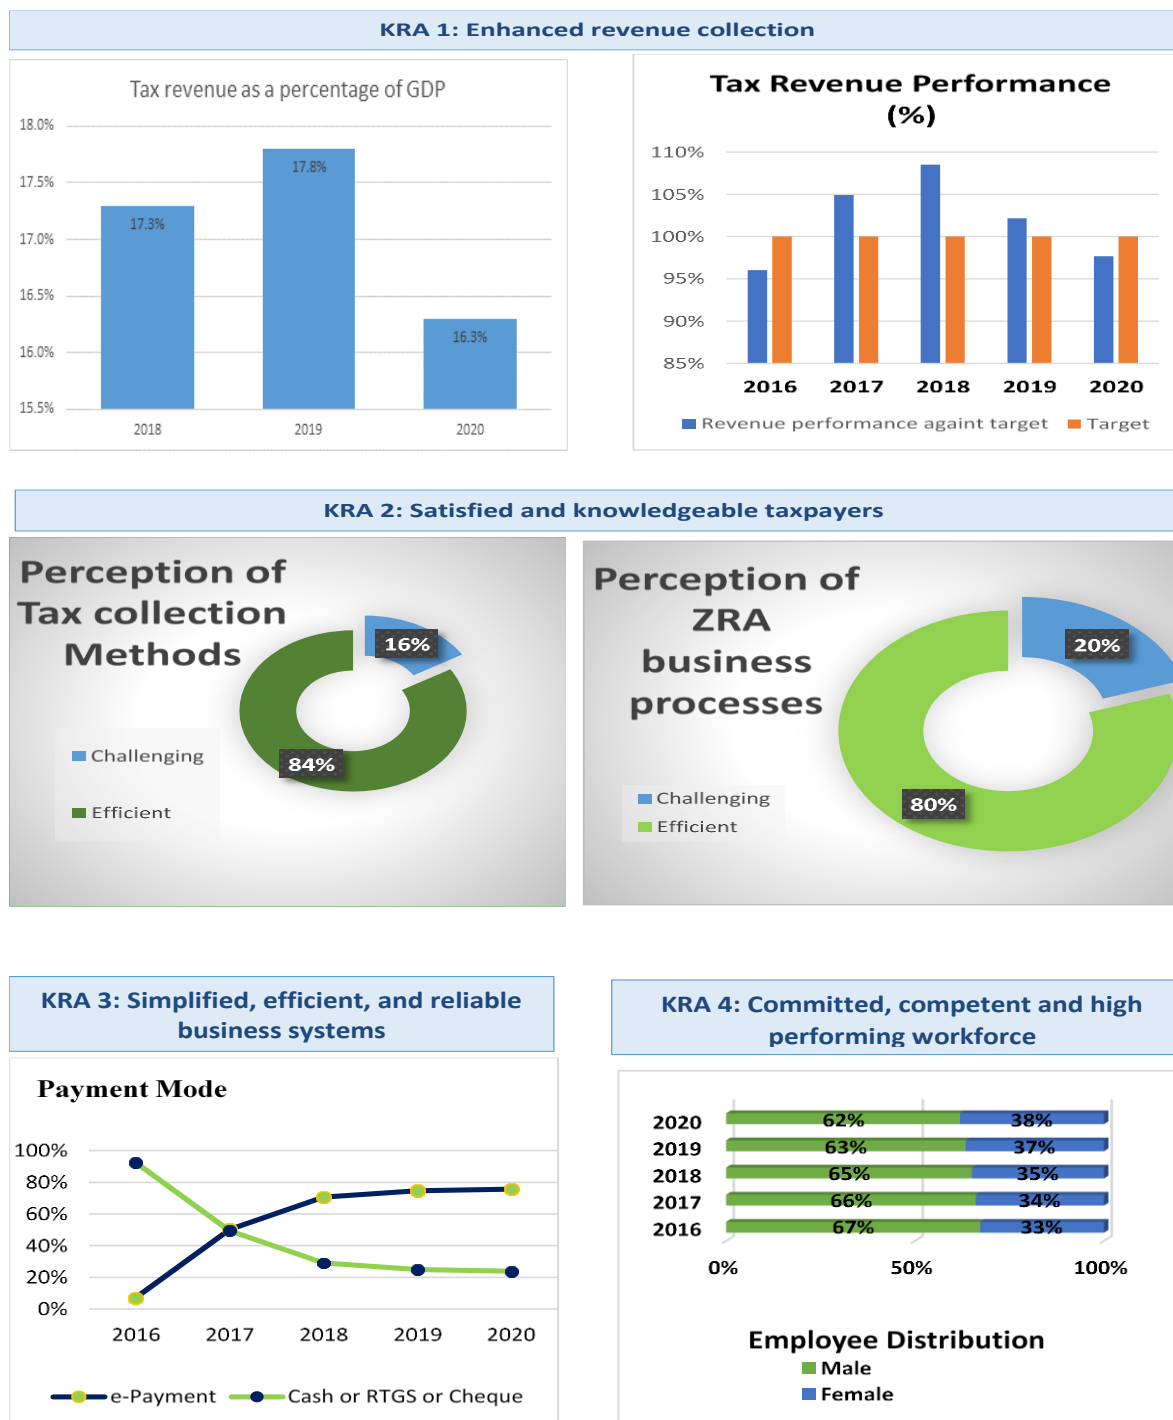 KRA 1: Enhanced revenue collection
Tax revenue as a percentage of GDP
18.0%
17.5%
17.0%
16.5%
16.0%
15.5%
17.3%
17.8%
16.3%
2018 2019 2020
Tax Revenue Performance
(%)
110%
105%
100%
95%
90%
85%
2016 2017 2018 2019 2020
Revenue performance againt target Target
KRA 2: Satisfied and knowledgeable taxpayers
Perception of
Tax collection
Methods
16%
84%
Challenging
Efficient
Perception of
ZRA
business
processes
20%
80%
Challenging
Efficient
KRA 3: Simplified, efficient, and reliable
business systems
Payment Mode
100%
80%
60%
40%
20%
0%
2016 2017 2018 2019 2020
e-Payment Cash or RTGS or Cheque
KRA 4: Committed, competent and high
performing workforce
2020 62% 38%
2019 63% 37%
2018 65% 35%
2017 66% 34%
2016 67% 33%
0% 50% 100%
Employee Distribution
Male
Female